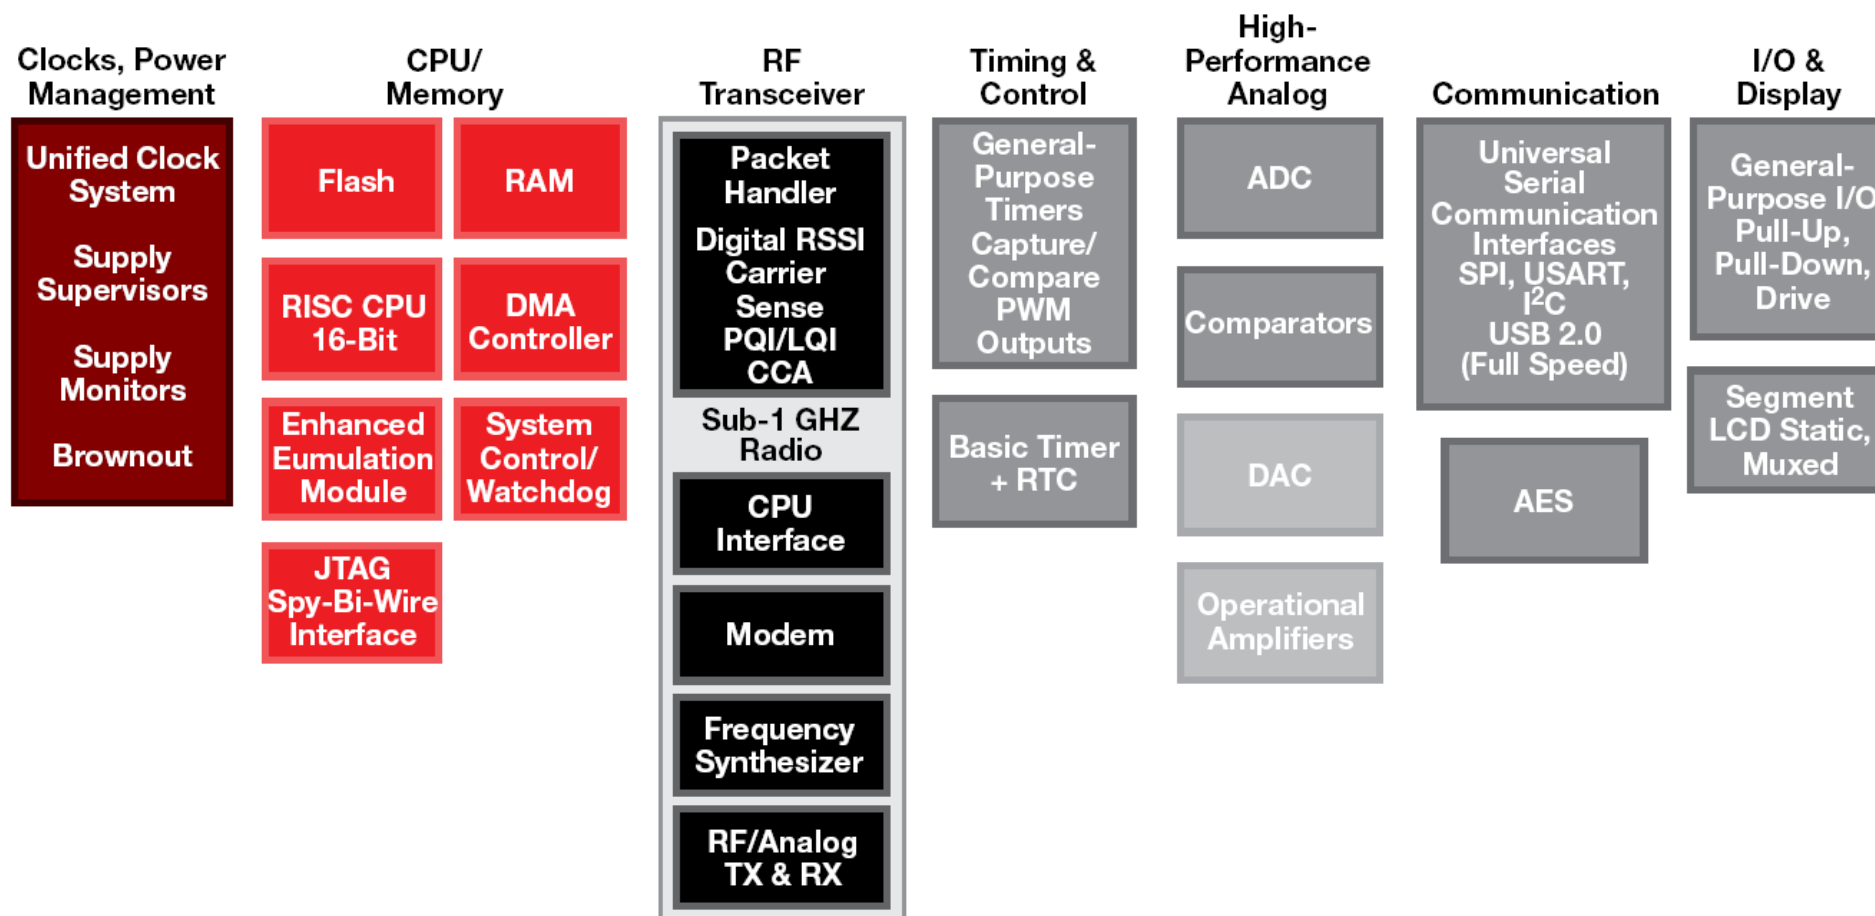 Clocks, Power
Management
Unified Clock
System
Supply
Supervisors
Supply
Monitors
Brownout
CPU/
Memory
Flash
RAM
RISC CPU
16-Bit
DMA
Controller
Enhanced
Eumulation
Module
System
Control/
Watchdog
JTAG
Spy-Bi-Wire
Interface
RF
Transceiver
Packet
Handler
Digital RSSI
Carrier
Sense
PQI/LQI
CCA
Sub-1 GHZ
Radio
CPU
Interface
Modem
Frequency
Synthesizer
RF/Analog
TX & RX
Timing &
Control
General-
Purpose
Timers
Capture/
Compare
PWM
Outputs
Basic Timer
+ RTC
High-
Performance
Analog
ADC
Comparators
DAC
Operational
Amplifiers
Communication
Universal
Serial
Communication
Interfaces
SPI, USART,
I²C
USB 2.0
(Full Speed)
AES
I/O &
Display
General-
Purpose I/O
Pull-Up,
Pull-Down,
Drive
Segment
LCD Static,
Muxed